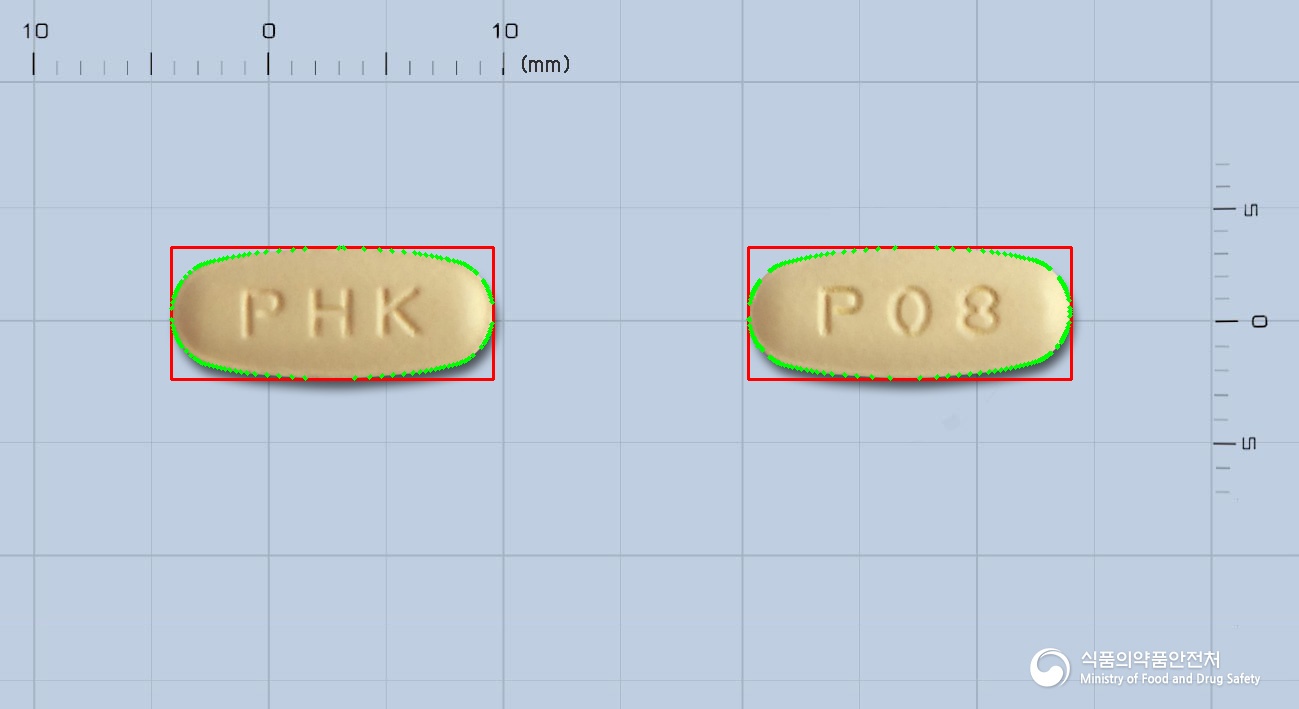 10 0 10
(mm)
5
PHK P08
0
5
식품의약품안전처
Ministry of Food and Drug Safety